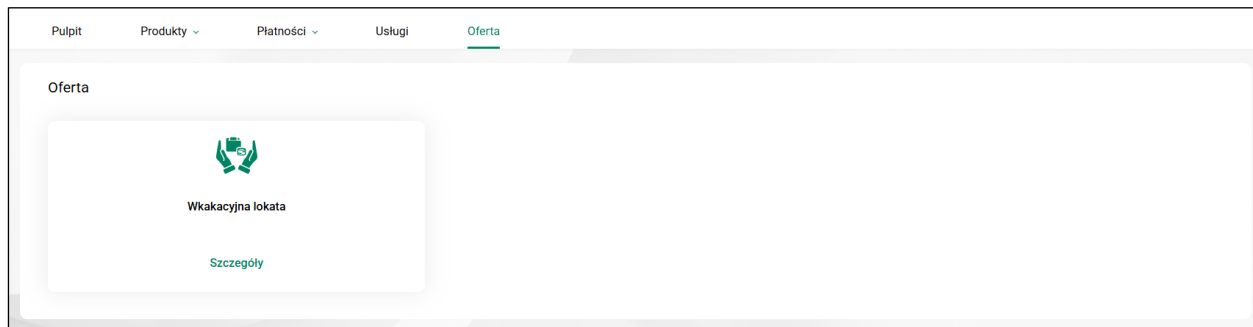 Pulpit Produkty Płatności Usługi Oferta
Oferta
Wkakacyjna lokata
Szczegóły